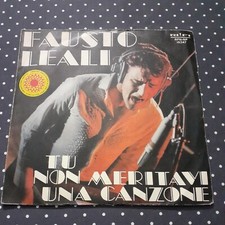 FAUSTO
LEALI
TU
NON MERITAVI
UNA CANZONE